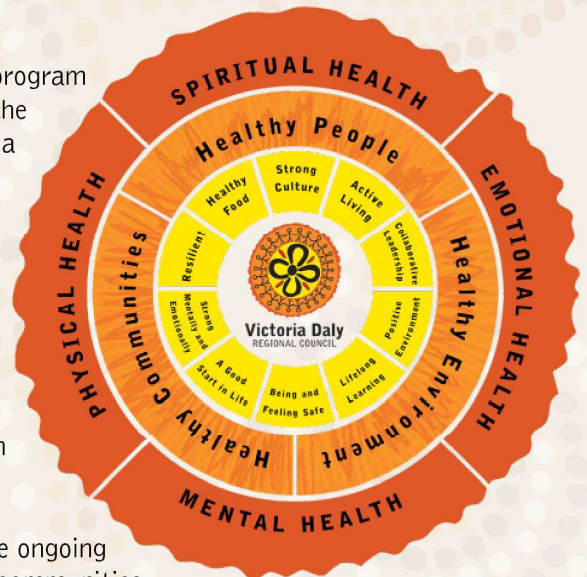 program
the
a
n
e ongoing
communities
SPIRITUAL HEALTH
EMOTIONAL HEALTH
MENTAL HEALTH
PHYSICAL HEALTH
Healthy People
Healthy Environment
Healthy Communities
Strong
Culture
Active
Living
Collaborative
Leadership
Positive
Environment
Lifelong
Learning
Being and
Feeling Safe
A Good
Start in Life
Strong
Mentally and
Emotionally
Resilient
Healthy
Food
Victoria Daly
REGIONAL COUNCIL